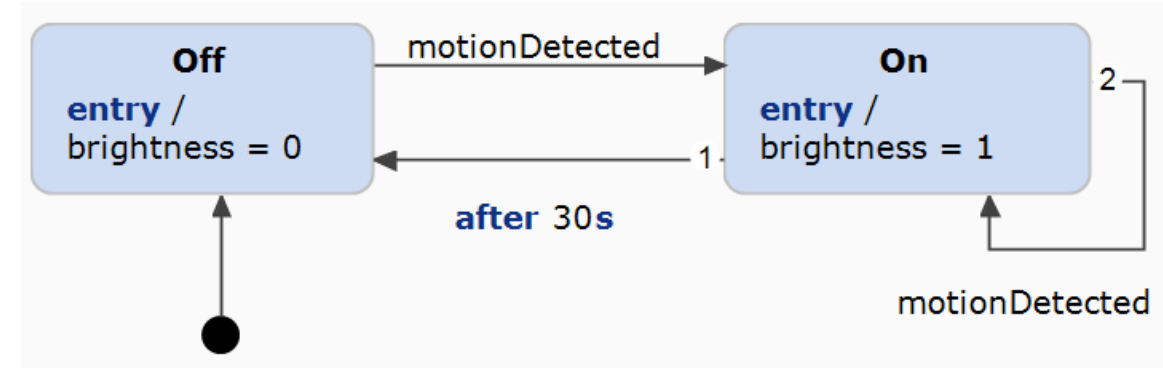 Off
entry /
brightness = 0
motionDetected
On
entry /
brightness = 1
2
1
after 30s
motionDetected